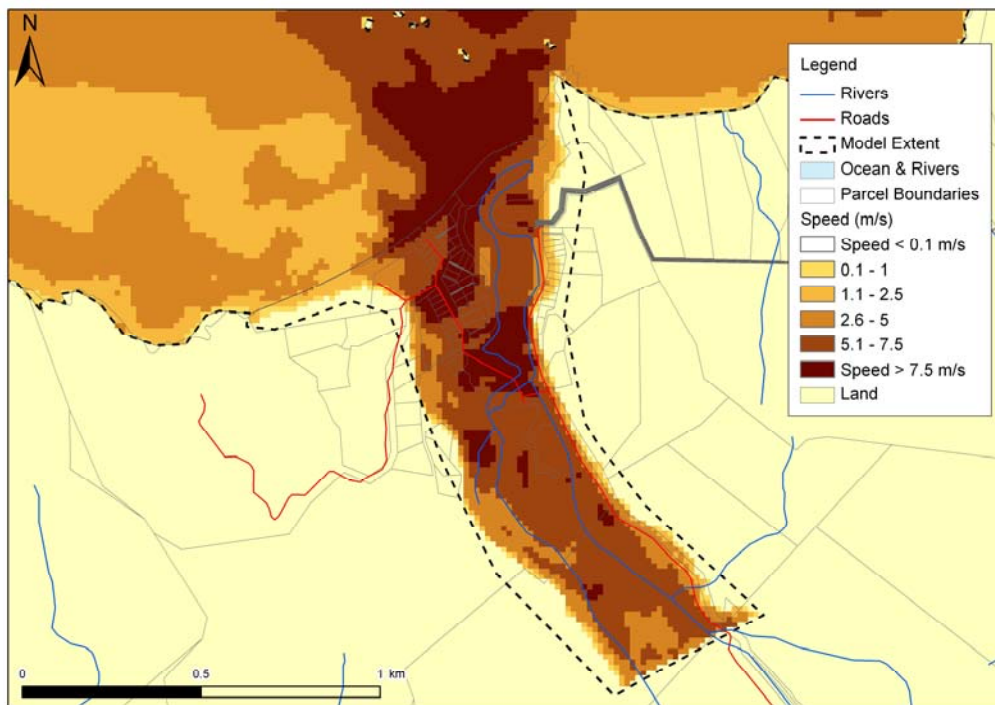 N
Legend
Rivers
Roads
Model Extent
Ocean & Rivers
Parcel Boundaries
Speed (m/s)
Speed < 0.1 m/s
0.1 - 1
1.1 - 2.5
2.6 - 5
5.1 - 7.5
Speed > 7.5 m/s
Land
0 0.5 1 km